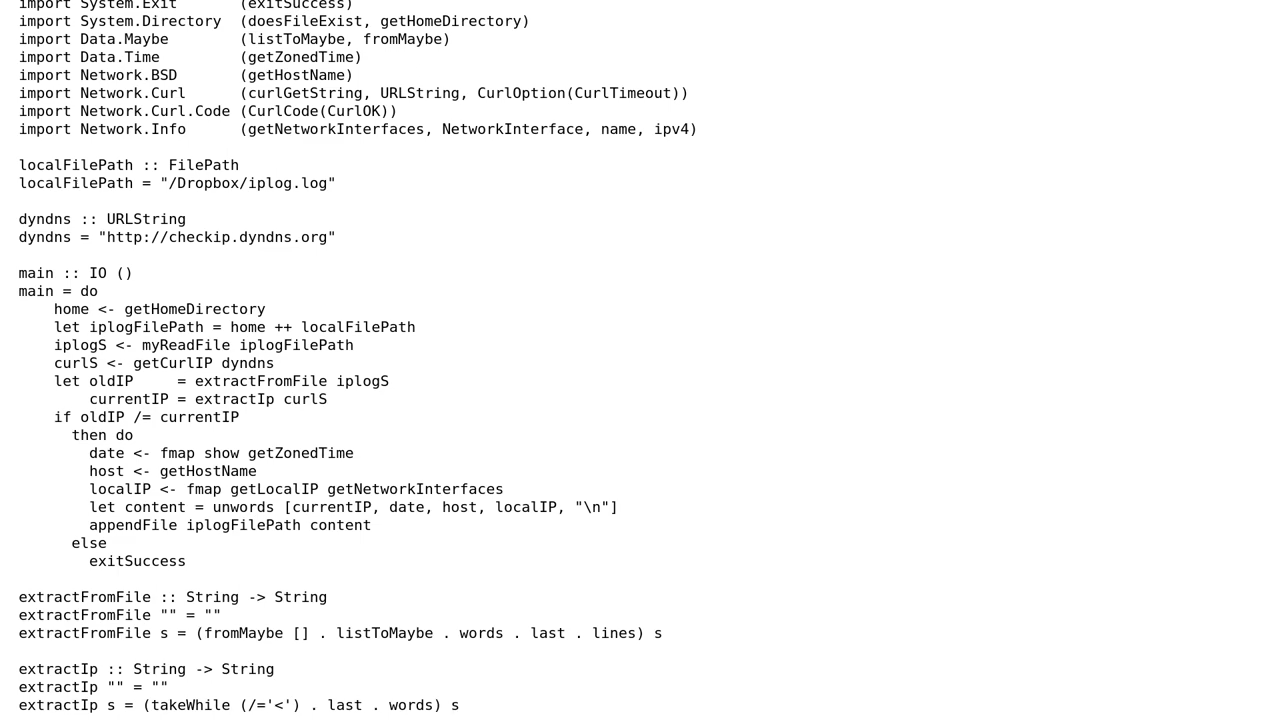 import System.Exit       (exitSuccess)
import System.Directory  (doesFileExist, getHomeDirectory)
import Data.Maybe        (listToMaybe, fromMaybe)
import Data.Time         (getZonedTime)
import Network.BSD       (getHostName)
import Network.Curl      (curlGetString, URLString, CurlOption(CurlTimeout))
import Network.Curl.Code (CurlCode(CurlOK))
import Network.Info      (getNetworkInterfaces, NetworkInterface, name, ipv4)

localFilePath :: FilePath
localFilePath = "/Dropbox/iplog.log"

dyndns :: URLString
dyndns = "http://checkip.dyndns.org"

main :: IO ()
main = do
    home <- getHomeDirectory
    let iplogFilePath = home ++ localFilePath
    iplogS <- myReadFile iplogFilePath
    curlS <- getCurlIP dyndns
    let oldIP     = extractFromFile iplogS
        currentIP = extractIp curlS
    if oldIP /= currentIP
      then do
        date <- fmap show getZonedTime
        host <- getHostName
        localIP <- fmap getLocalIP getNetworkInterfaces
        let content = unwords [currentIP, date, host, localIP, "\n"]
        appendFile iplogFilePath content
      else
        exitSuccess

extractFromFile :: String -> String
extractFromFile "" = ""
extractFromFile s = (fromMaybe [] . listToMaybe . words . last . lines) s

extractIp :: String -> String
extractIp "" = ""
extractIp s = (takeWhile (/='<') . last . words) s